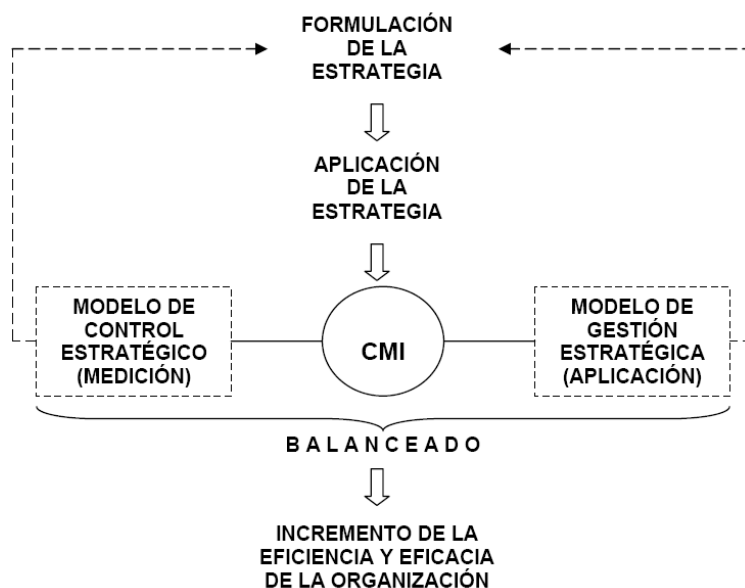 FORMULACIÓN
DE LA
ESTRATEGIA
APLICACIÓN
DE LA
ESTRATEGIA
MODELO DE
CONTROL
ESTRATÉGICO
(MEDICIÓN)
CMI
MODELO DE
GESTIÓN
ESTRATÉGICA
(APLICACIÓN)
B A L A N C E A D O
INCREMENTO DE LA
EFICIENCIA Y EFICACIA
DE LA ORGANIZACIÓN